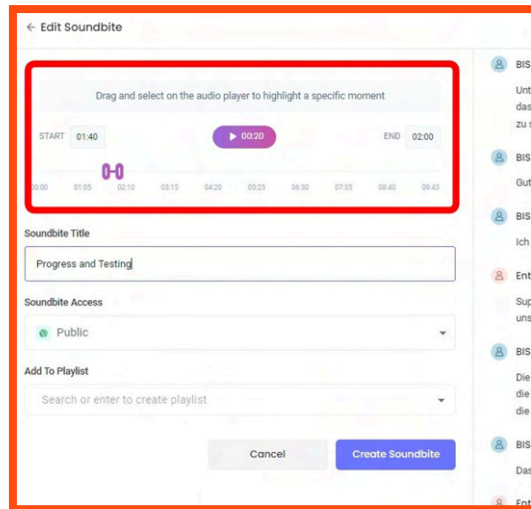 ← Edit Soundbite
Drag and select on the audio player to highlight a specific moment
START 01:40 00:20 END 02:00
00:00 01:05 02:10 03:15 04:20 05:25 06:30 07:35 08:40 09:45
Soundbite Title
Progress and Testing
Soundbite Access
Public
Add To Playlist
Search or enter to create playlist
Cancel Create Soundbite
BIS
Unt
das
zu
BIS
Gut
BIS
Ich
Ent
Sup
uns
BIS
Die
die
die
BIS
Das
Ent